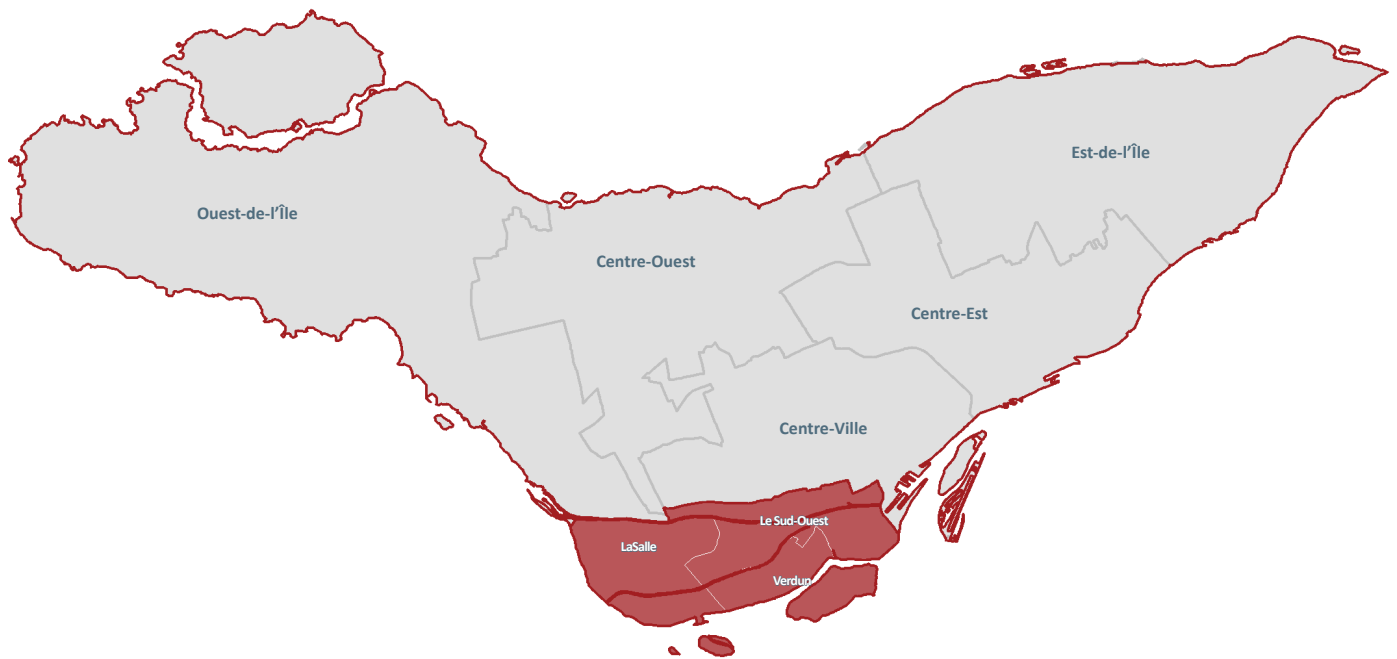 Est-de-l'Île
Ouest-de-l'Île
Centre-Ouest
Centre-Est
Centre-Ville
Le Sud-Ouest
LaSalle
Verdun